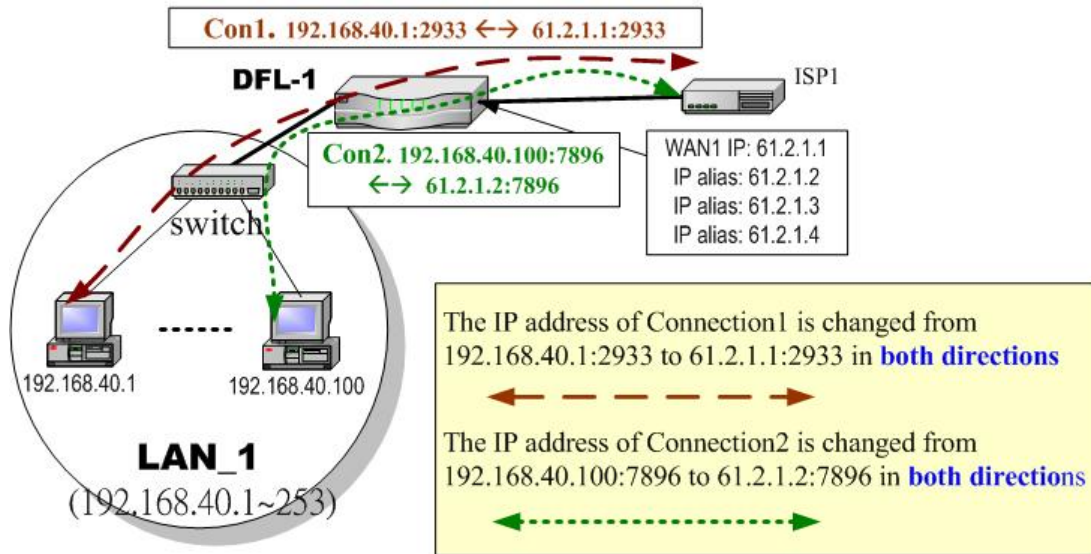 Con1. 192.168.40.1:2933 ←→ 61.2.1.1:2933
DFL-1
ISP1
Con2. 192.168.40.100:7896
←→ 61.2.1.2:7896
WAN1 IP: 61.2.1.1
IP alias: 61.2.1.2
IP alias: 61.2.1.3
IP alias: 61.2.1.4
switch
192.168.40.1
192.168.40.100
LAN_1
(192.168.40.1~253)
The IP address of Connection1 is changed from
192.168.40.1:2933 to 61.2.1.1:2933 in both directions
The IP address of Connection2 is changed from
192.168.40.100:7896 to 61.2.1.2:7896 in both directions